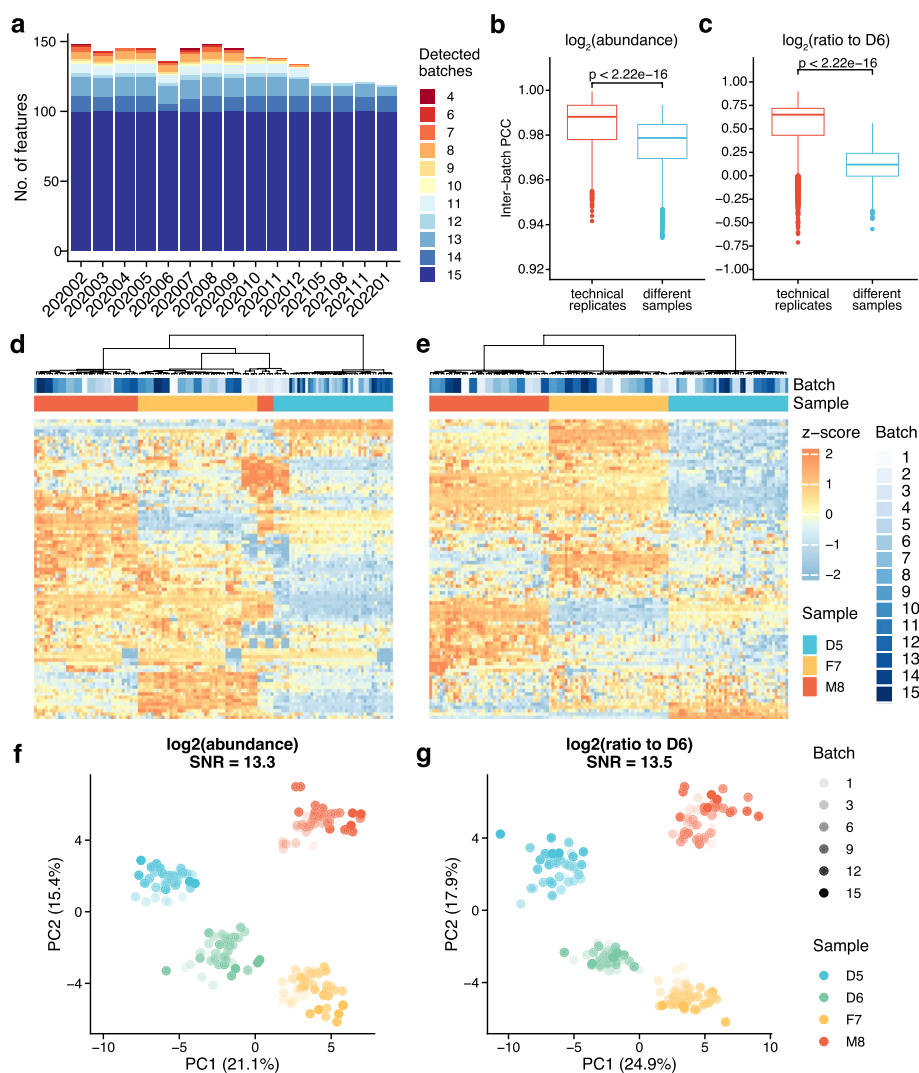 a
150
100
50
0
No. of features
202002
202003
202004
202005
202006
202007
202008
202009
202010
202011
202012
202105
202108
202111
202201
Detected
batches
4
6
7
8
9
10
11
12
13
14
15
b
log2(abundance)
p < 2.22e−16
1.00
0.98
0.96
0.94
0.92
Inter-batch PCC
technical
replicates
different
samples
c
log2(ratio to D6)
p < 2.22e−16
1.00
0.75
0.50
0.25
0.00
−0.25
−0.50
−0.75
−1.00
technical
replicates
different
samples
d
e
Batch
Sample
z-score
2
1
0
−1
−2
Sample
D5
F7
M8
Batch
1
2
3
4
5
6
7
8
9
10
11
12
13
14
15
f
log2(abundance)
SNR = 13.3
4
0
−4
PC2 (15.4%)
−10
−5
0
5
PC1 (21.1%)
g
log2(ratio to D6)
SNR = 13.5
4
0
−4
PC2 (17.9%)
−10
−5
0
5
10
PC1 (24.9%)
Batch
1
3
6
9
12
15
Sample
D5
D6
F7
M8